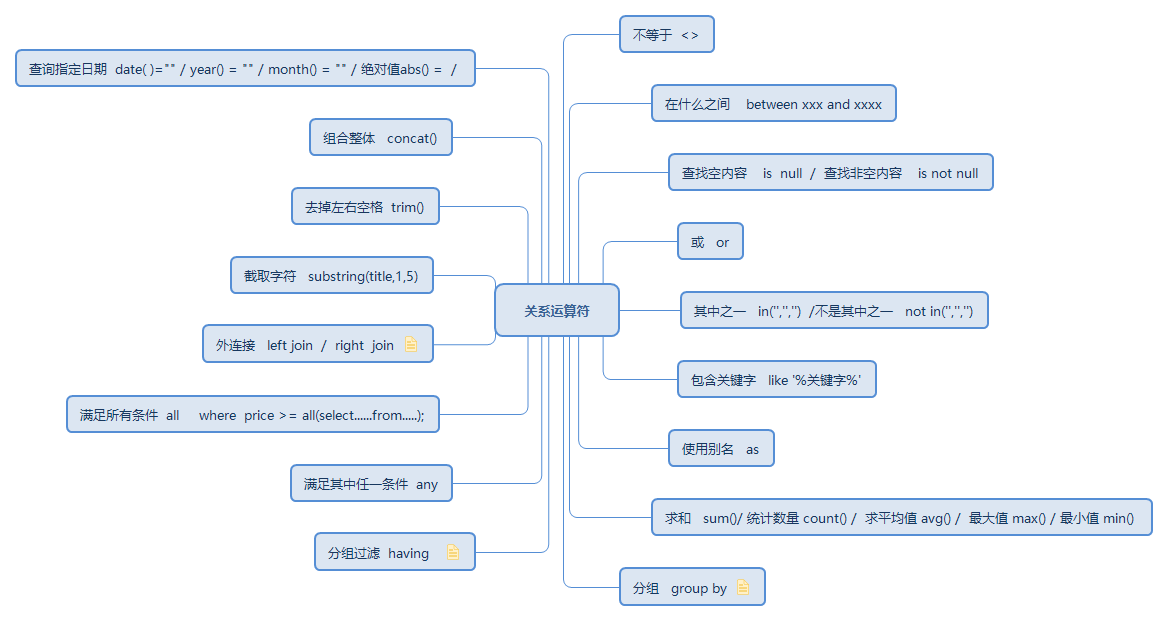 关系运算符
不等于 <>
在什么之间 between xxx and xxxx
查找空内容 is null / 查找非空内容 is not null
或 or
其中之一 in('','','') /不是其中之一 not in('','','')
包含关键字 like '%关键字%'
使用别名 as
求和 sum()/ 统计数量 count() / 求平均值 avg() / 最大值 max() / 最小值 min()
分组 group by
查询指定日期 date( )="" / year() = "" / month() = "" / 绝对值abs() = /
组合整体 concat()
去掉左右空格 trim()
截取字符 substring(title,1,5)
外连接 left join / right join
满足所有条件 all where price >= all(select......from.....);
满足其中任一条件 any
分组过滤 having